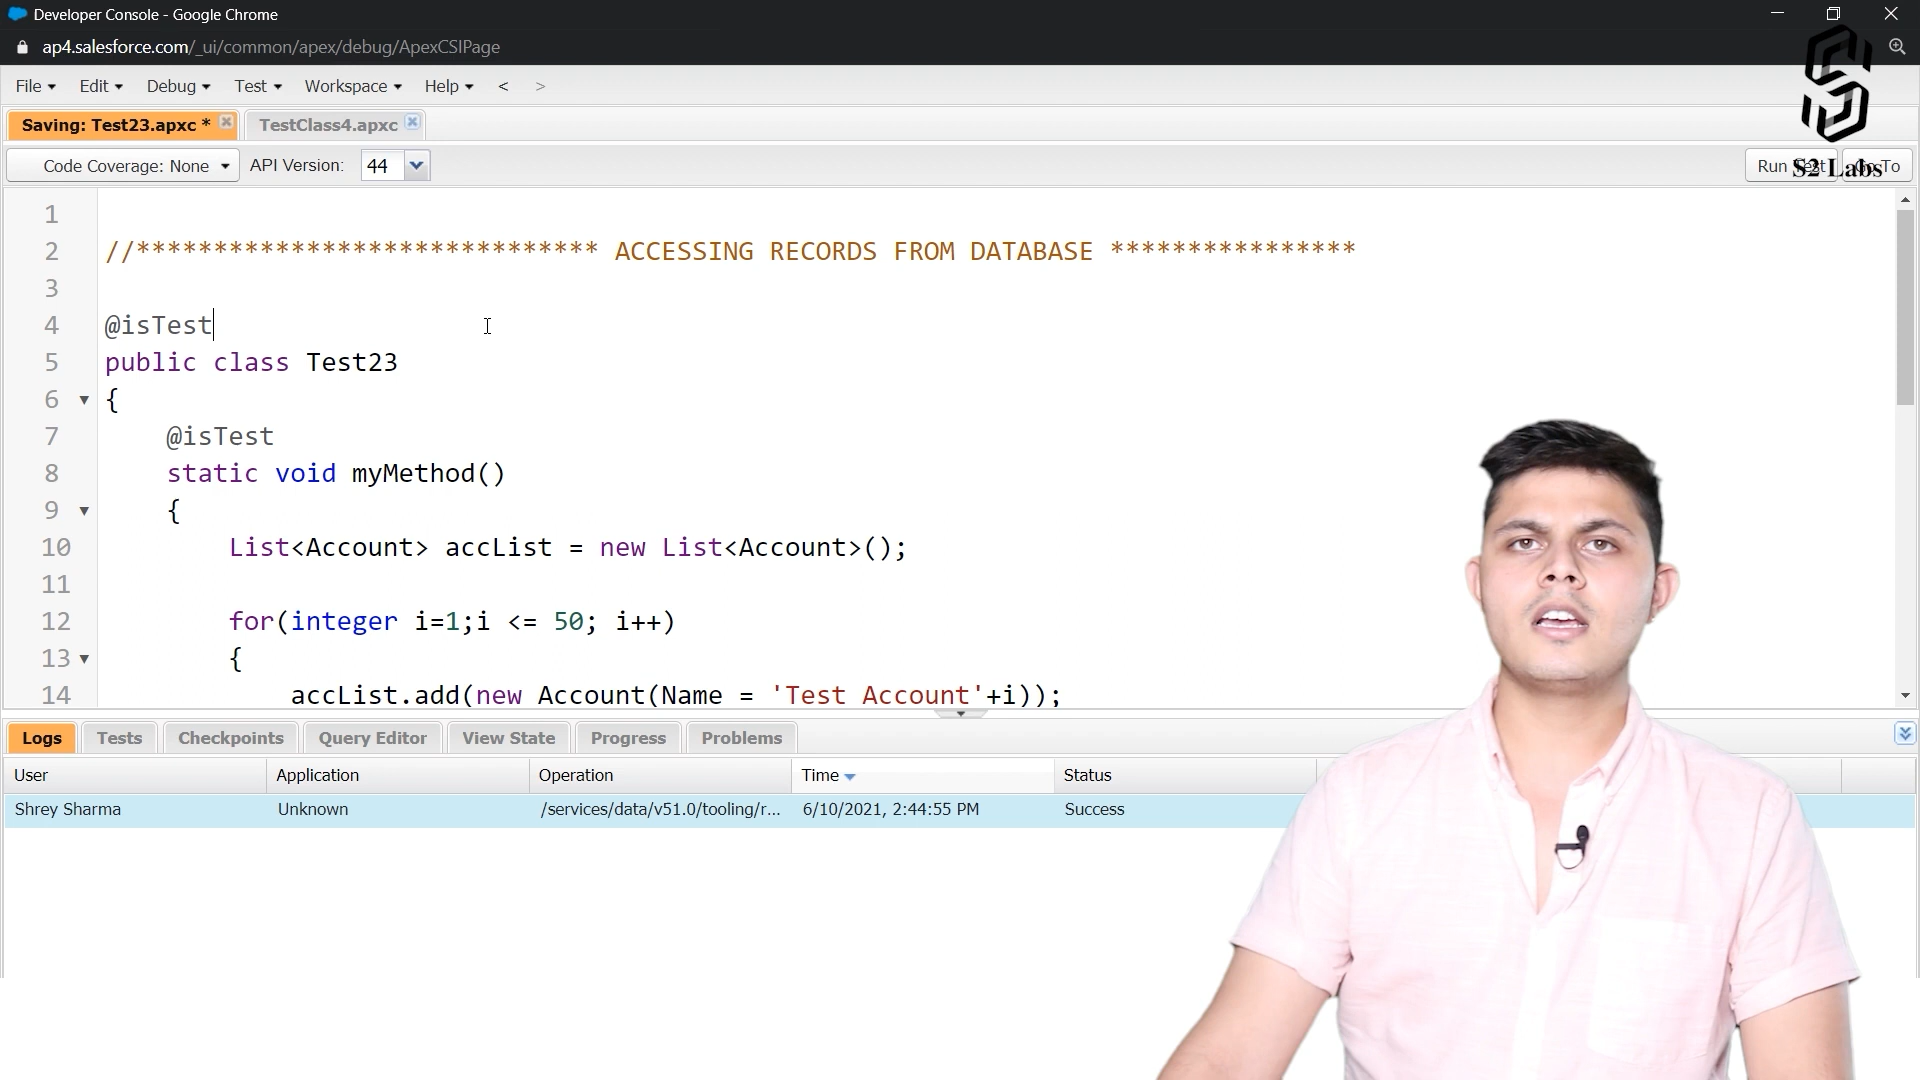 Developer Console - Google Chrome
ap4.salesforce.com/_ui/common/apex/debug/ApexCSIPage
File Edit Debug Test Workspace Help < >
Saving: Test23.apxc * TestClass4.apxc
Code Coverage: None API Version: 44 Run Test Go To
S2 Labs
1
2 //****************************** ACCESSING RECORDS FROM DATABASE ****************
3
4 @isTest
5 public class Test23
6 {
7 @isTest
8 static void myMethod()
9 {
10 List<Account> accList = new List<Account>();
11
12 for(integer i=1;i <= 50; i++)
13 {
14 accList.add(new Account(Name = 'Test Account'+i));
Logs Tests Checkpoints Query Editor View State Progress Problems
User Application Operation Time Status
Shrey Sharma Unknown /services/data/v51.0/tooling/r... 6/10/2021, 2:44:55 PM Success